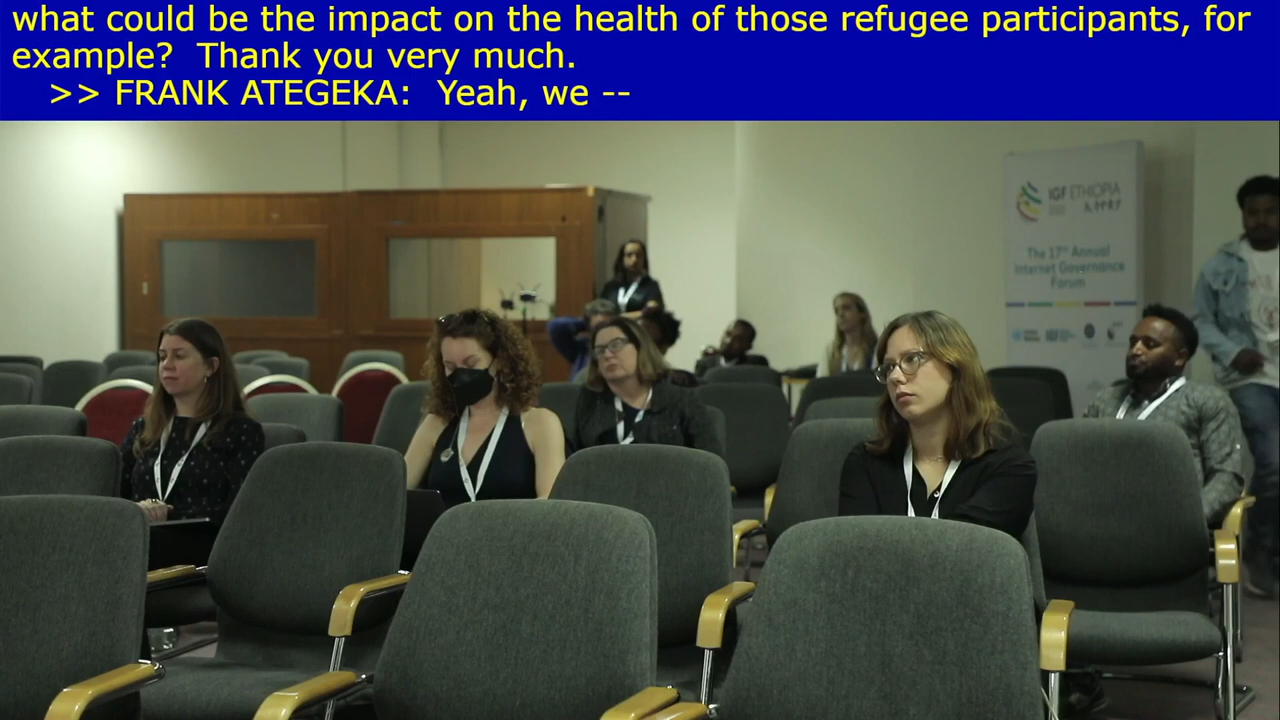 what could be the impact on the health of those refugee participants, for
example?  Thank you very much.
>> FRANK ATEGEKA:  Yeah, we --
IGF ETHIOPIA
ኢትዮጵያ
The 17th Annual
Internet Governance
Forum